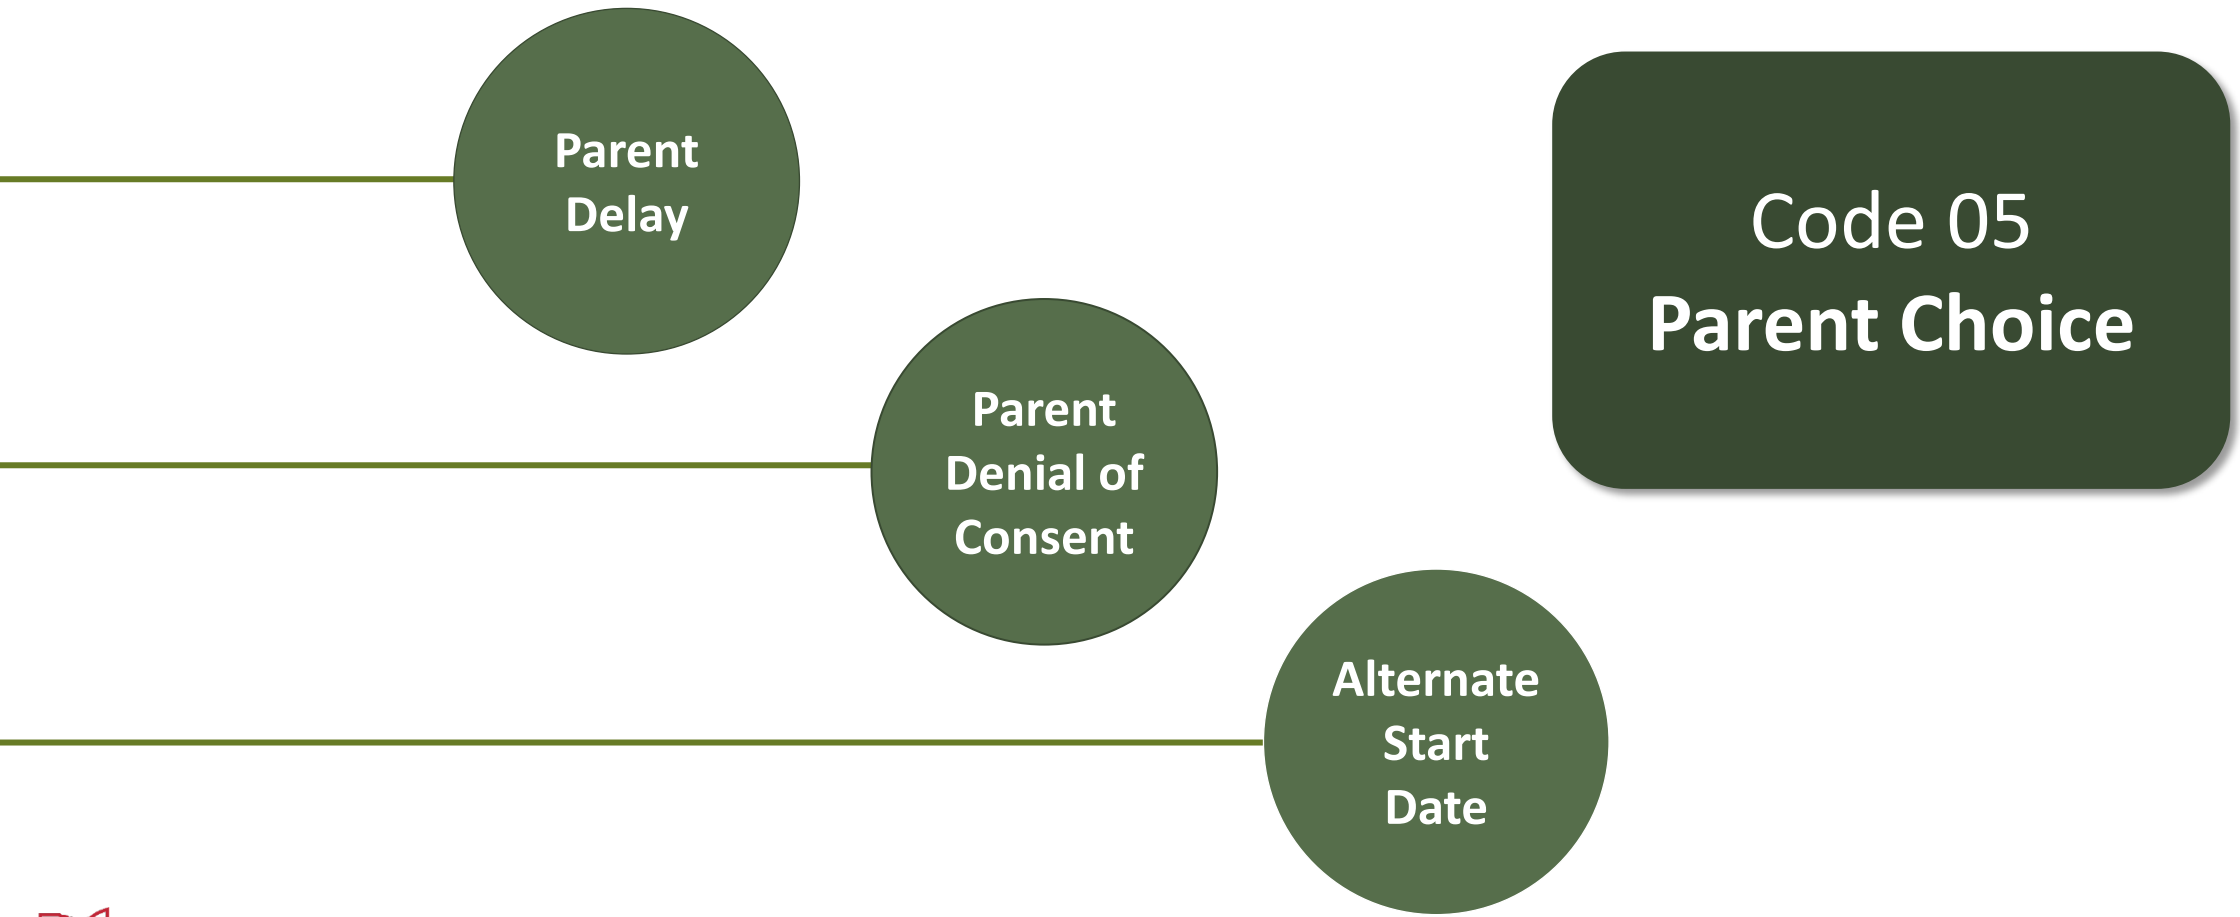 Parent
Delay
Code 05
Parent Choice
Parent
Denial of
Consent
Alternate
Start
Date